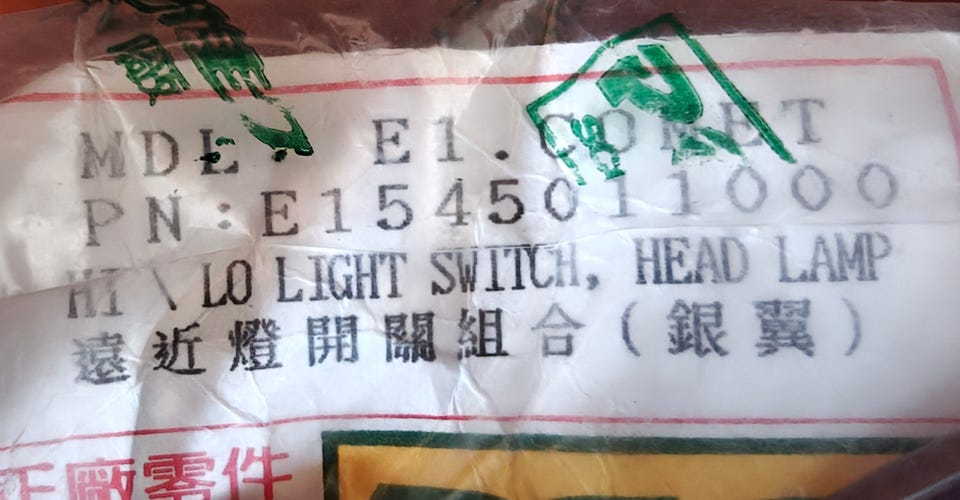 MDL: E1.COMET
PN:E1545011000
HI \ LO LIGHT SWITCH, HEAD LAMP
遠近燈開關組合(銀翼)
正廠零件